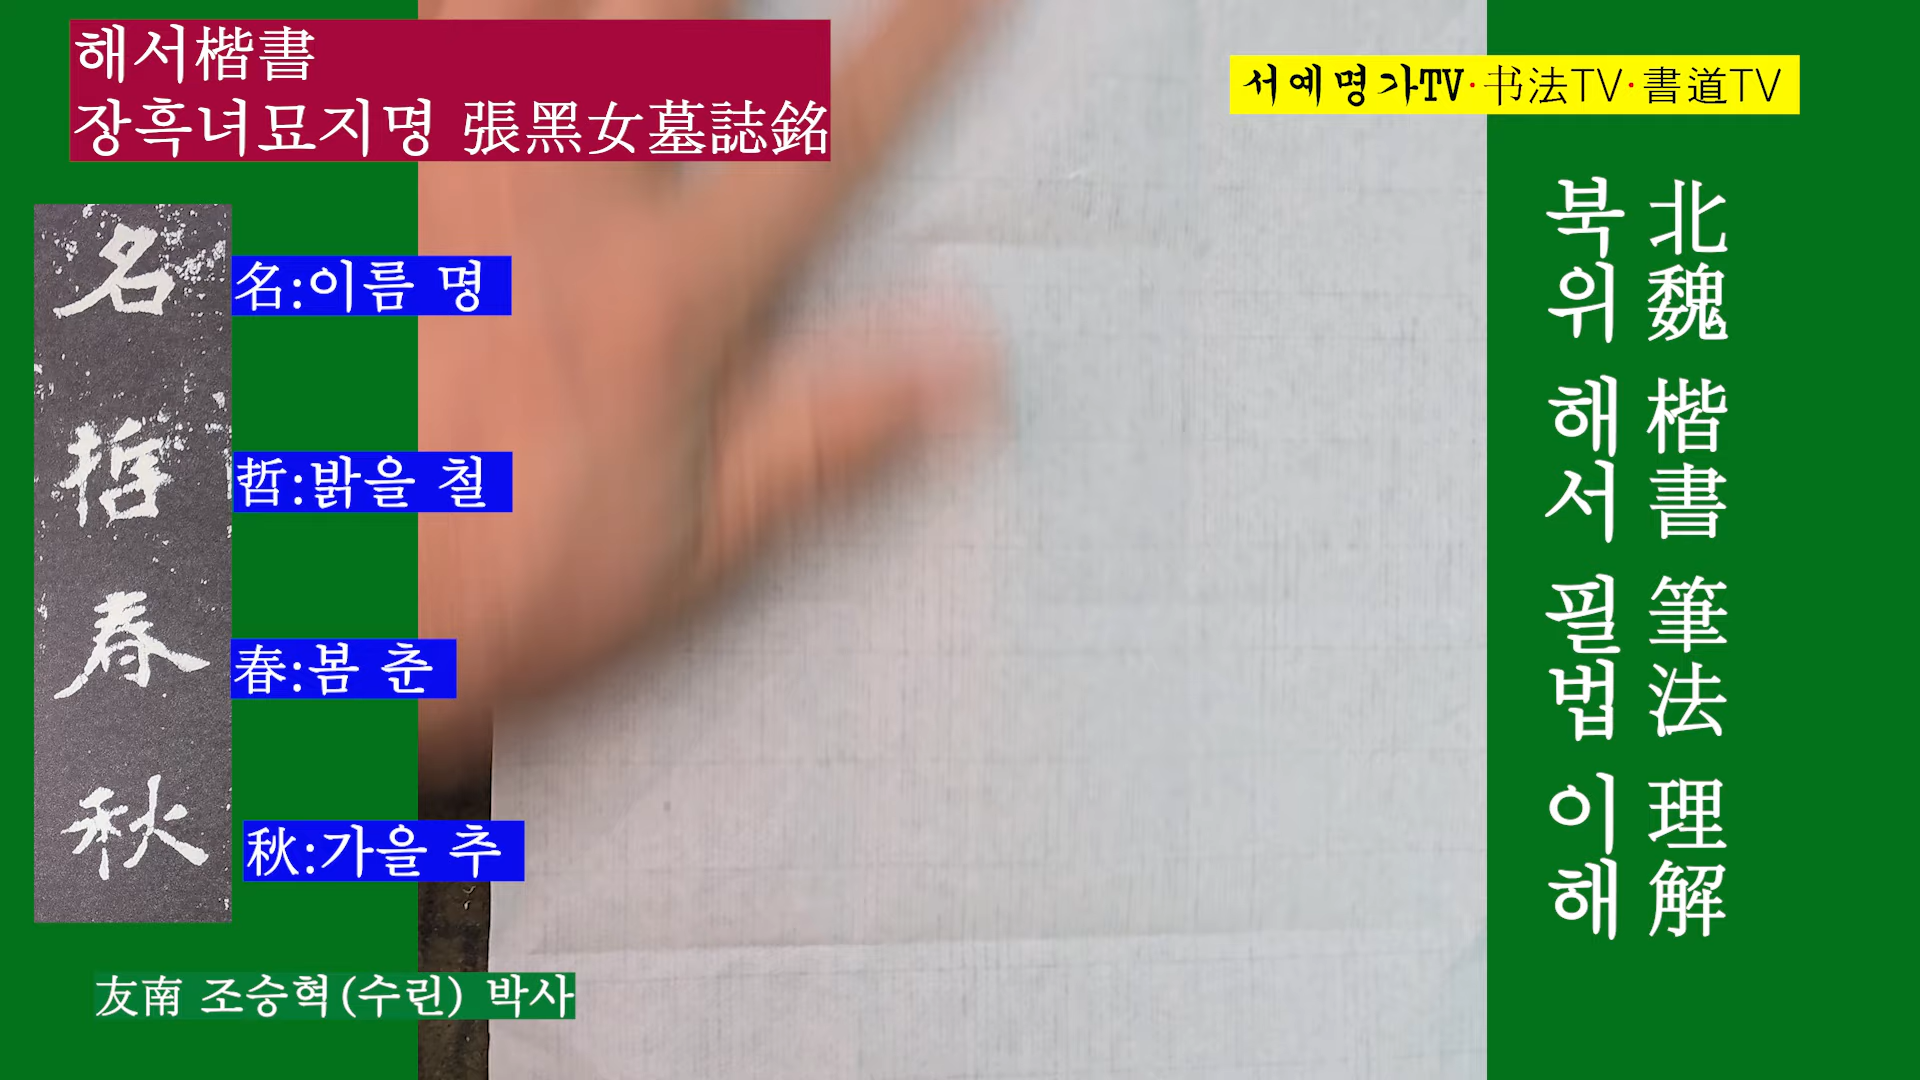 해서楷書
장흑녀묘지명 張黑女墓誌銘
서예명가TV·书法TV·書道TV
名
哲
春
秋
名:이름 명
哲:밝을 철
春:봄 춘
秋:가을 추
북위 해서 필법 이해
北魏 楷書 筆法 理解
友南 조승혁(수린) 박사